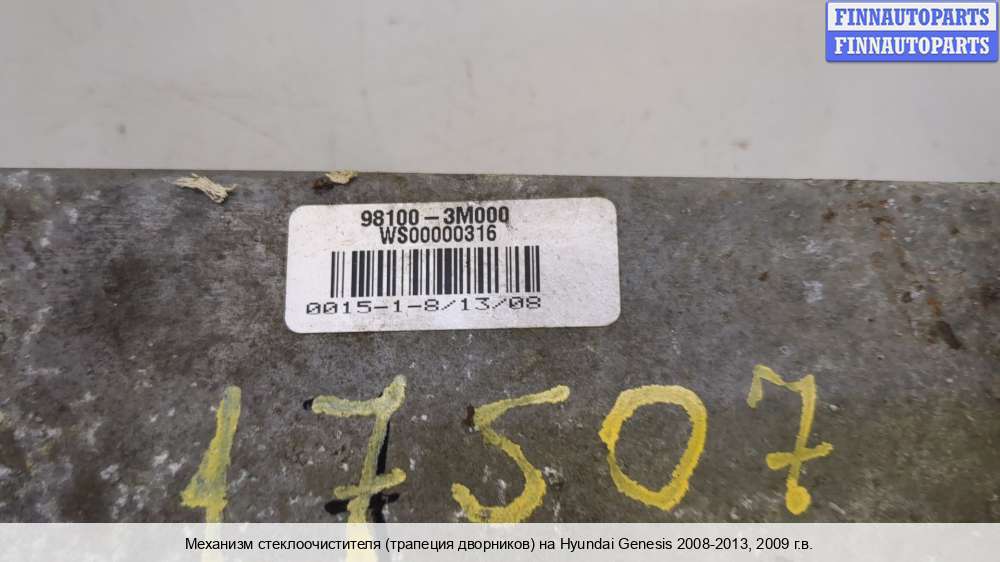 FINNAUTOPARTS
FINNAUTOPARTS
98100-3M000
WS00000316
0015-1-8/13/08
17507
Механизм стеклоочистителя (трапеция дворников) на Hyundai Genesis 2008-2013, 2009 г.в.